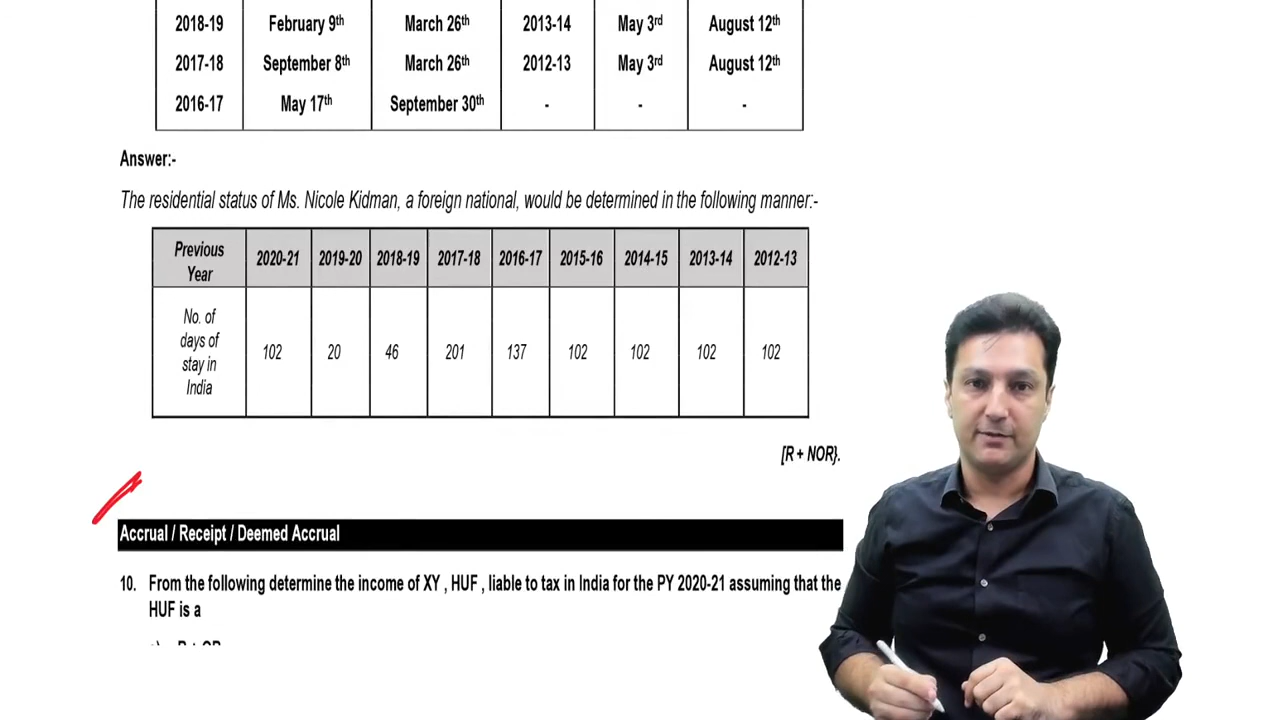 2018-19 February 9th March 26th 2013-14 May 3rd August 12th
2017-18 September 8th March 26th 2012-13 May 3rd August 12th
2016-17 May 17th September 30th - - -
Answer:-
The residential status of Ms. Nicole Kidman, a foreign national, would be determined in the following manner:-
Previous Year 2020-21 2019-20 2018-19 2017-18 2016-17 2015-16 2014-15 2013-14 2012-13
No. of days of stay in India 102 20 46 201 137 102 102 102 102
[R + NOR}.
Accrual / Receipt / Deemed Accrual
10. From the following determine the income of XY , HUF , liable to tax in India for the PY 2020-21 assuming that the
HUF is a